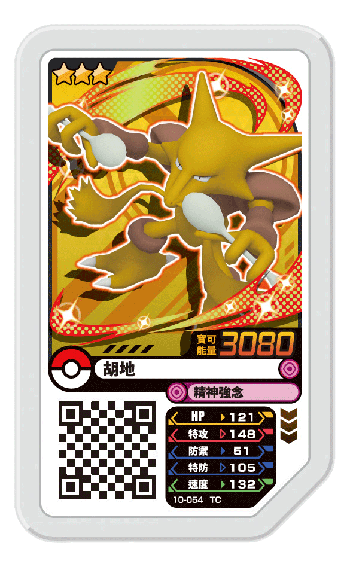 寶可
能量 3080
胡地
精神強念
HP 121
特攻 148
防禦 51
特防 105
速度 132
10-054 TC